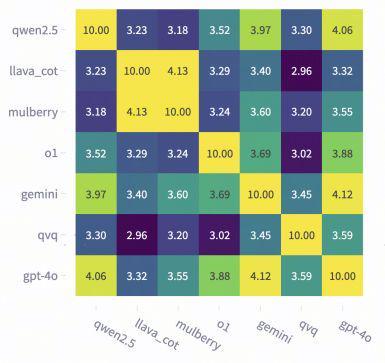 qwen2.5 10.00 3.23 3.18 3.52 3.97 3.30 4.06
llava_cot 3.23 10.00 4.13 3.29 3.40 2.96 3.32
mulberry 3.18 4.13 10.00 3.24 3.60 3.20 3.55
o1 3.52 3.29 3.24 10.00 3.69 3.02 3.88
gemini 3.97 3.40 3.60 3.69 10.00 3.45 4.12
qvq 3.30 2.96 3.20 3.02 3.45 10.00 3.59
gpt-4o 4.06 3.32 3.55 3.88 4.12 3.59 10.00
qwen2.5 llava_cot mulberry o1 gemini qvq gpt-4o